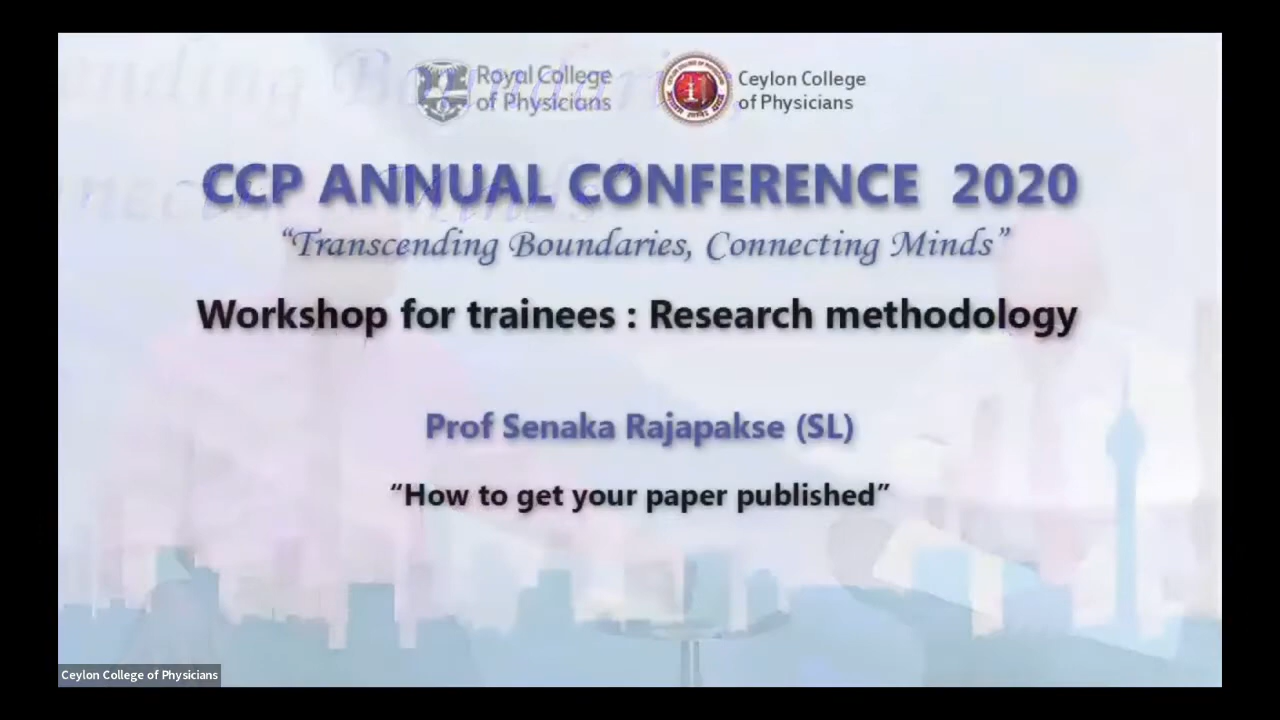 Royal College
of Physicians
Ceylon College
of Physicians
CCP ANNUAL CONFERENCE 2020
“Transcending Boundaries, Connecting Minds”
Workshop for trainees : Research methodology
Prof Senaka Rajapakse (SL)
“How to get your paper published”
Ceylon College of Physicians